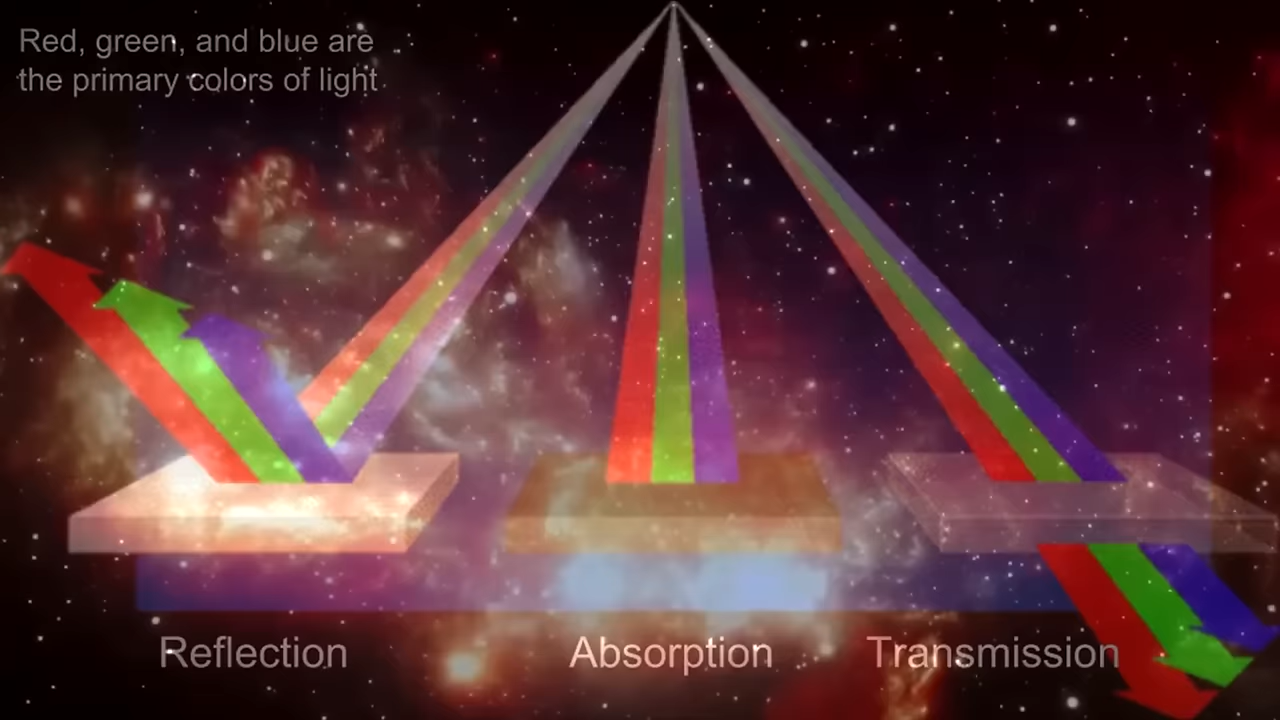 Red, green, and blue are
the primary colors of light
Reflection
Absorption
Transmission